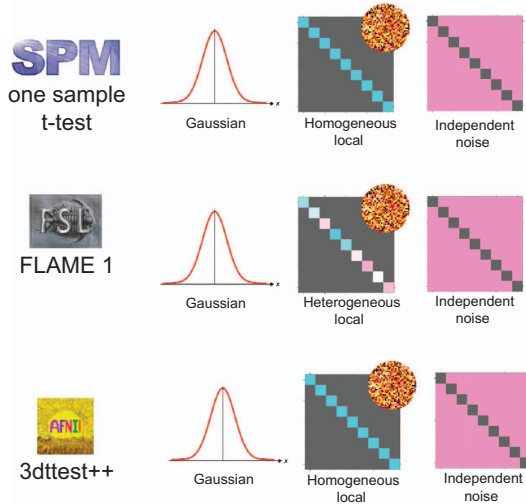 SPM
one sample
t-test
x
Gaussian
Homogeneous
local
Independent
noise
FSL
FLAME 1
x
Gaussian
Heterogeneous
local
Independent
noise
AFNI
3dttest++
x
Gaussian
Homogeneous
local
Independent
noise